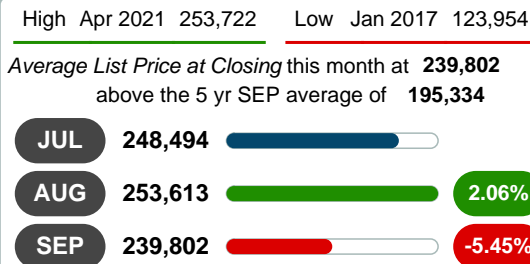 High Apr 2021 253,722 Low Jan 2017 123,954
Average List Price at Closing this month at 239,802
above the 5 yr SEP average of 195,334
JUL 248,494
AUG 253,613 2.06%
SEP 239,802 -5.45%